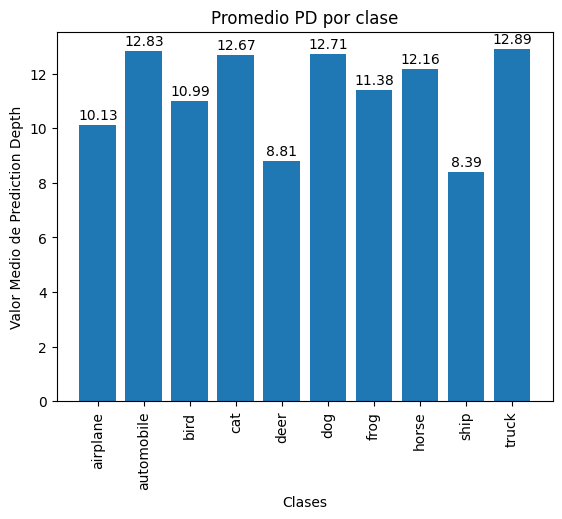 Promedio PD por clase
Valor Medio de Prediction Depth
12
10
8
6
4
2
0
10.13
12.83
10.99
12.67
8.81
12.71
11.38
12.16
8.39
12.89
airplane
automobile
bird
cat
deer
dog
frog
horse
ship
truck
Clases